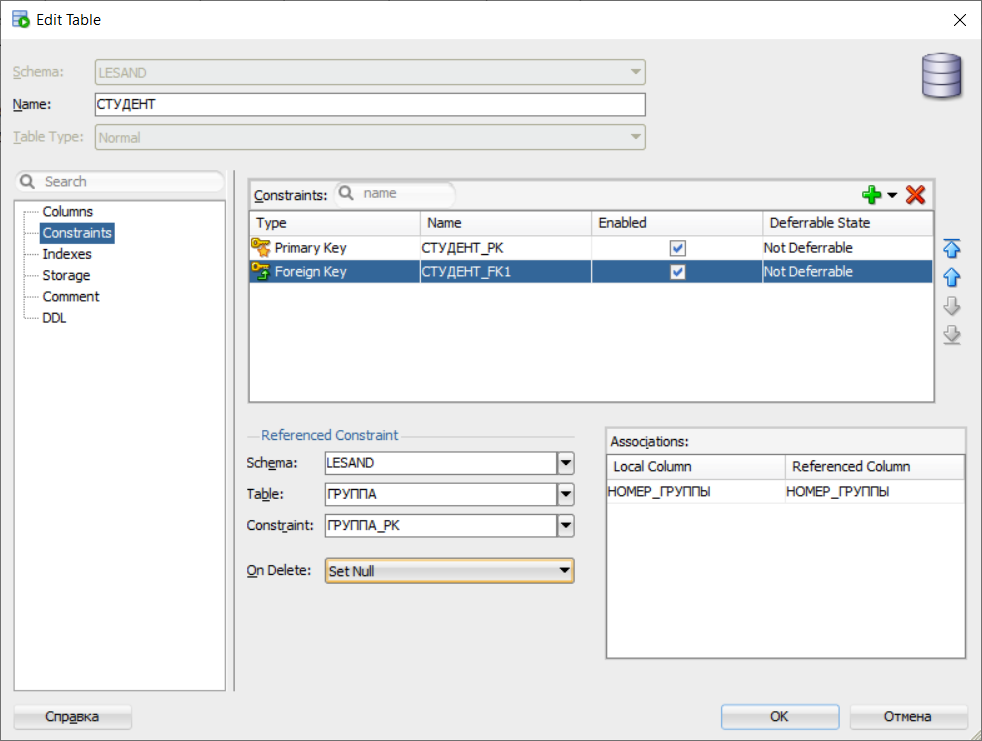 Edit Table
Schema: LESAND
Name: СТУДЕНТ
Table Type: Normal
Search
Columns
Constraints
Indexes
Storage
Comment
DDL
Constraints: name
Type Name Enabled Deferrable State
Primary Key СТУДЕНТ_PK Not Deferrable
Foreign Key СТУДЕНТ_FK1 Not Deferrable
Referenced Constraint
Schema: LESAND
Table: ГРУППА
Constraint: ГРУППА_PK
On Delete: Set Null
Associations:
Local Column Referenced Column
НОМЕР_ГРУППЫ НОМЕР_ГРУППЫ
Справка
OK
Отмена